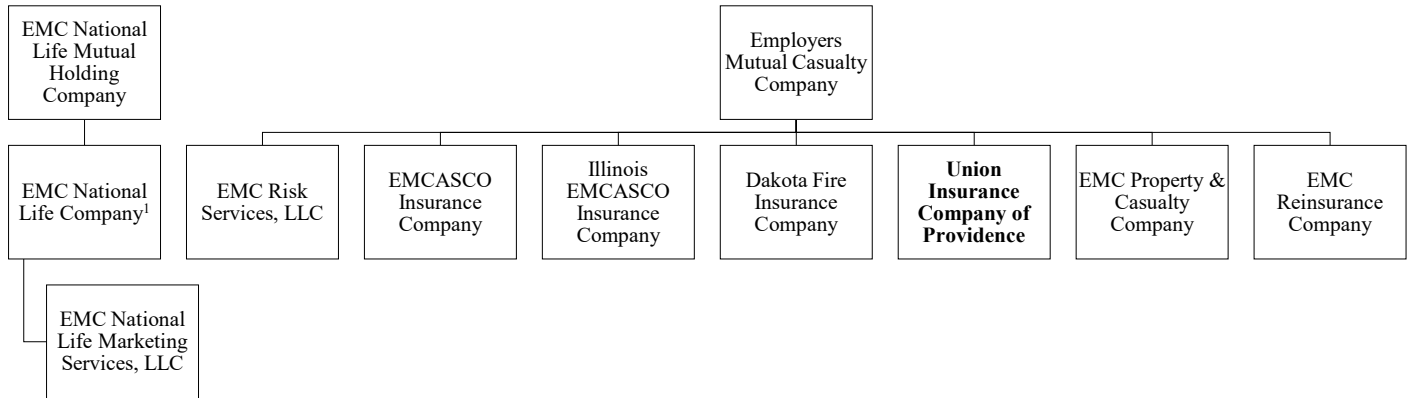 EMC National
Life Mutual
Holding
Company
Employers
Mutual Casualty
Company
EMC National
Life Company1
EMC Risk
Services, LLC
EMCASCO
Insurance
Company
Illinois
EMCASCO
Insurance
Company
Dakota Fire
Insurance
Company
Union
Insurance
Company of
Providence
EMC Property &
Casualty
Company
EMC
Reinsurance
Company
EMC National
Life Marketing
Services, LLC